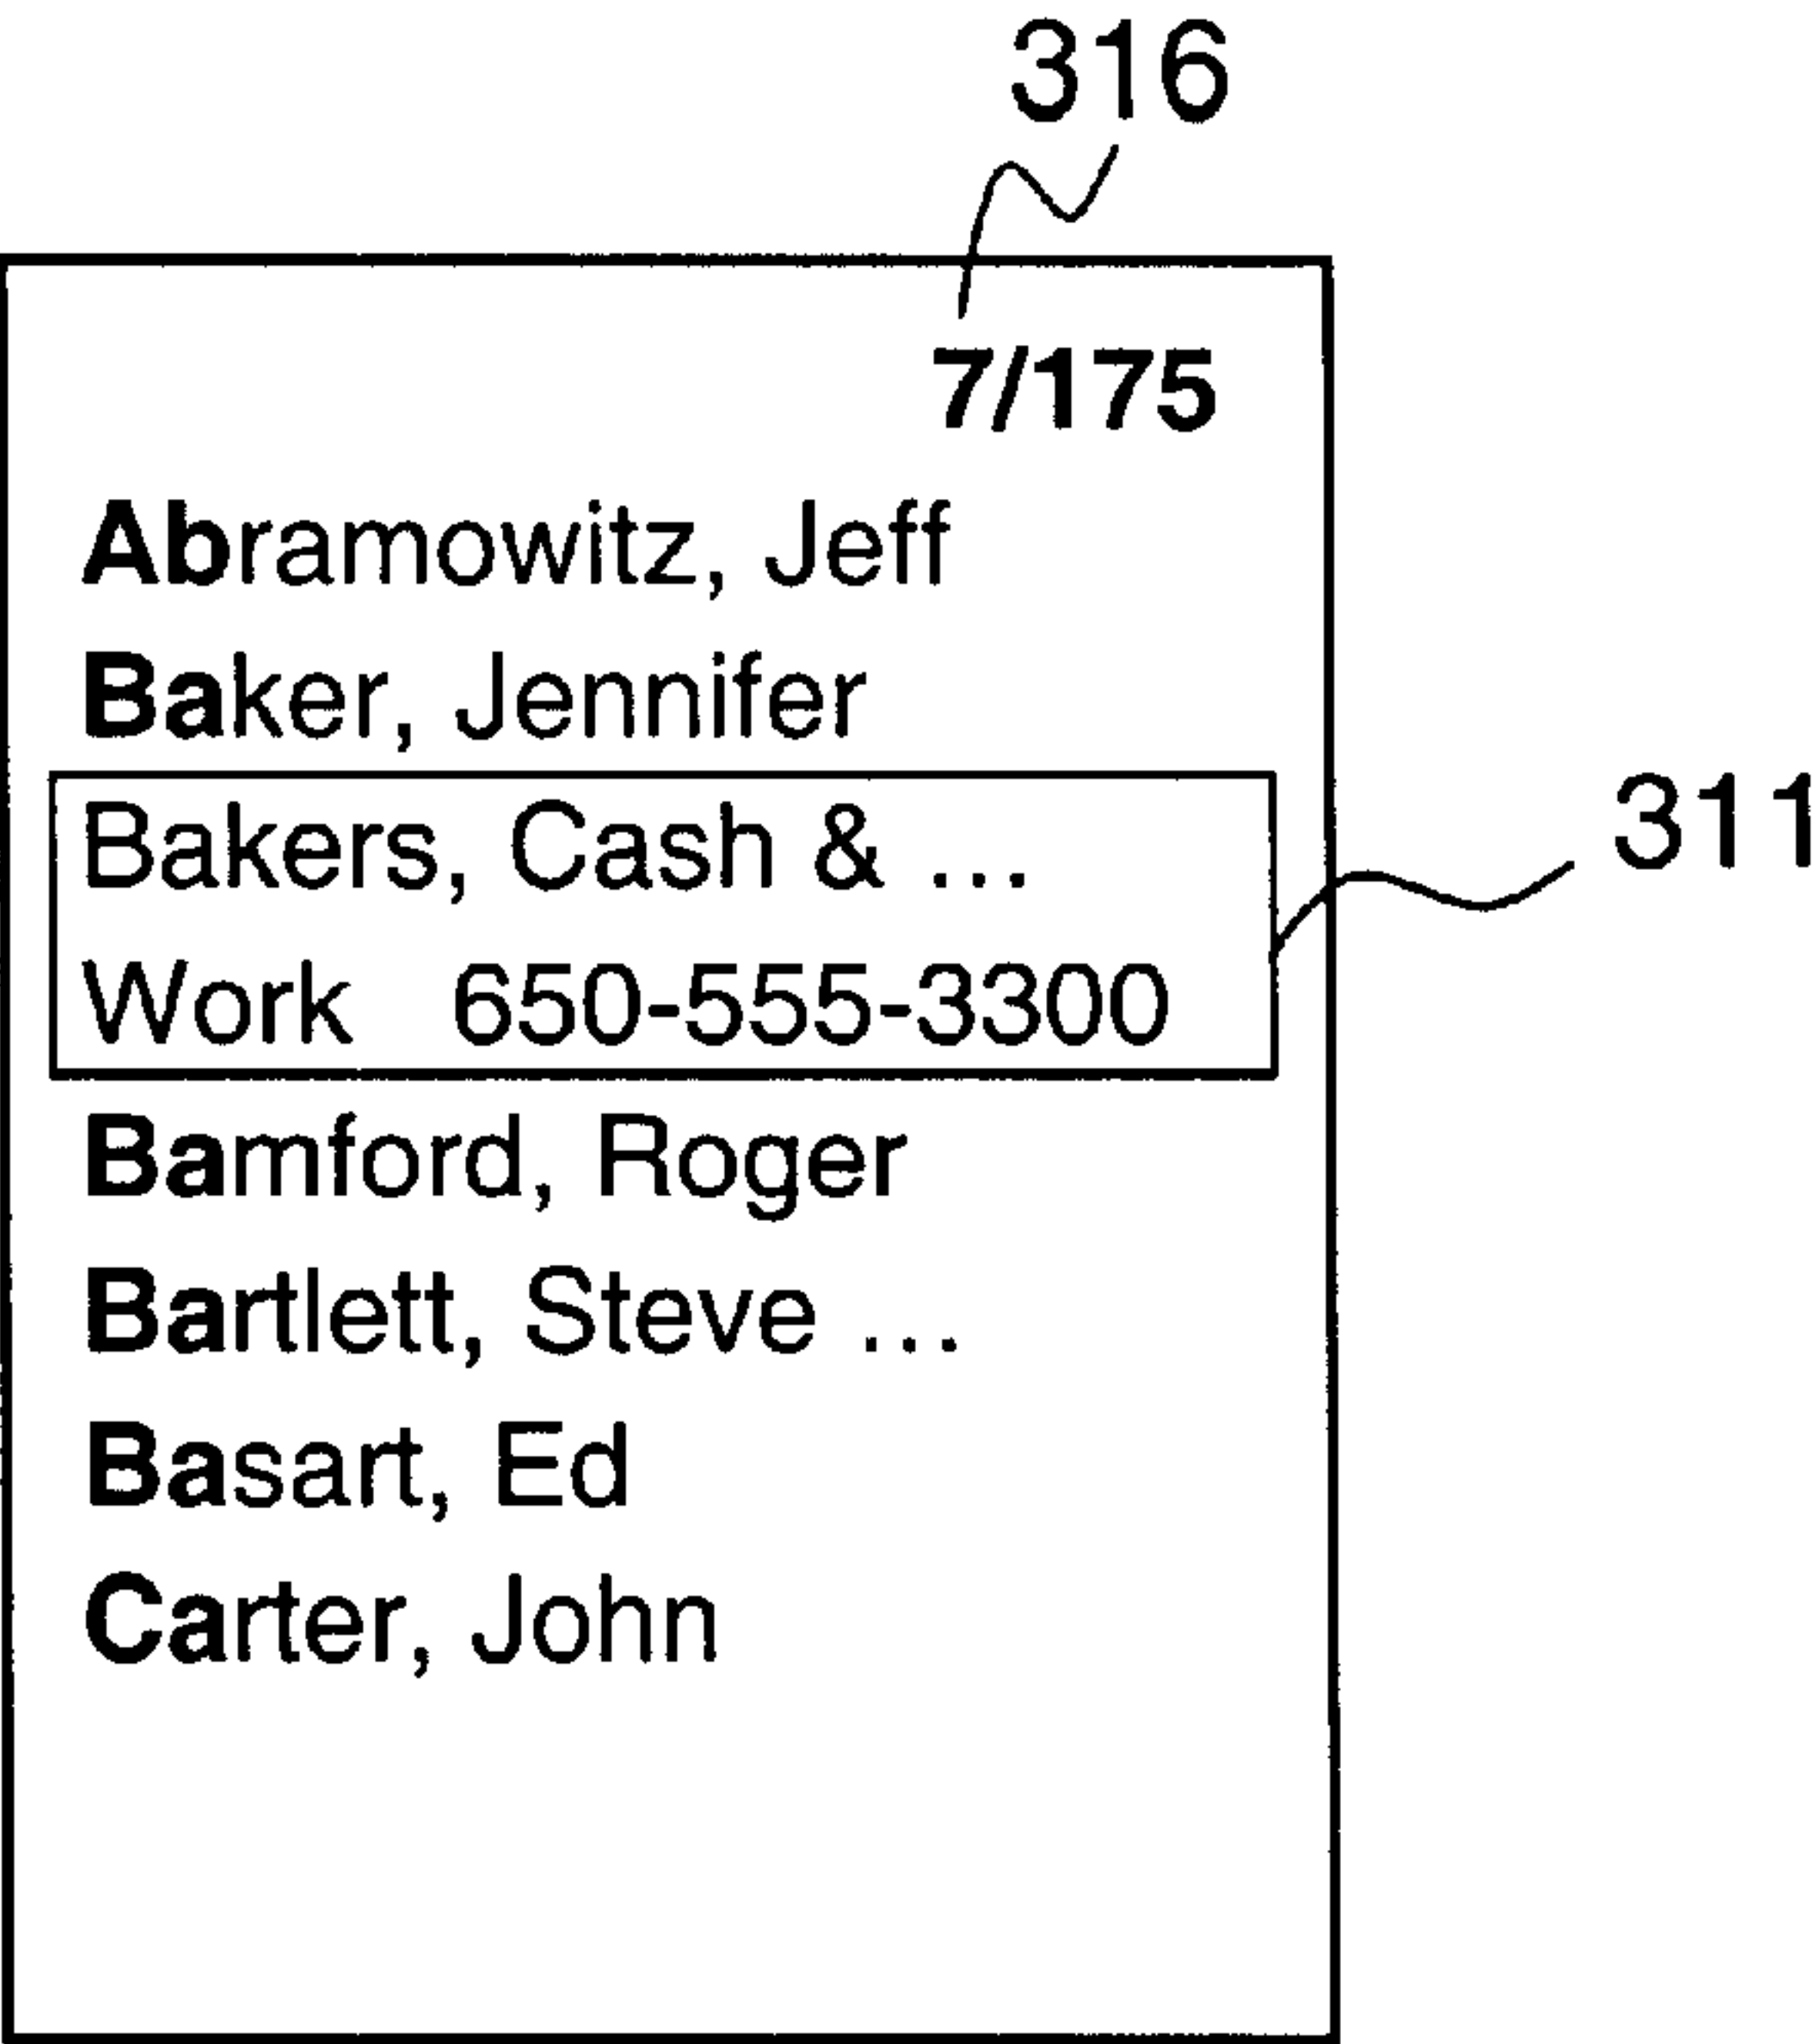 316
7/175
Abramowitz, Jeff
Baker, Jennifer
Bakers, Cash & ...
311
Work 650-555-3300
Bamford, Roger
Bartlett, Steve ...
Basart, Ed
Carter, John